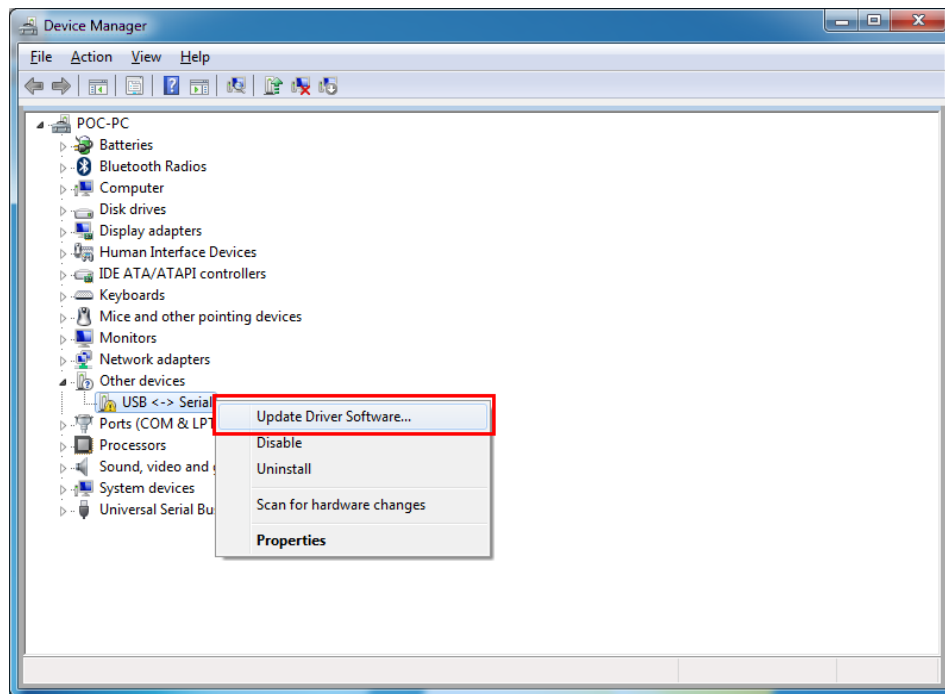 Device Manager
File Action View Help
POC-PC
Batteries
Bluetooth Radios
Computer
Disk drives
Display adapters
Human Interface Devices
IDE ATA/ATAPI controllers
Keyboards
Mice and other pointing devices
Monitors
Network adapters
Other devices
USB <-> Serial
Update Driver Software...
Ports (COM & LPT
Disable
Processors
Sound, video and
Uninstall
System devices
Scan for hardware changes
Universal Serial Bu
Properties